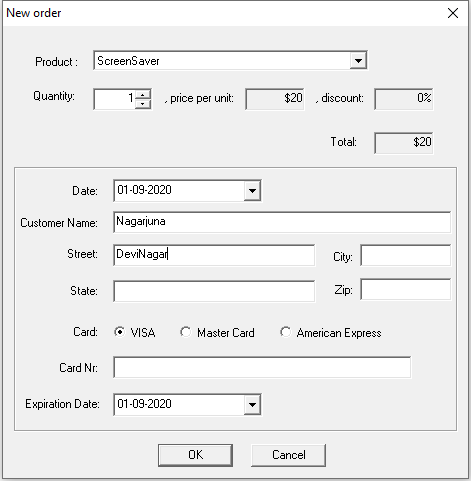 New order
Product : ScreenSaver
Quantity: 1 , price per unit: $20 , discount: 0%
Total: $20
Date: 01-09-2020
Customer Name: Nagarjuna
Street: DeviNagar City:
State: Zip:
Card: VISA Master Card American Express
Card Nr:
Expiration Date: 01-09-2020
OK Cancel